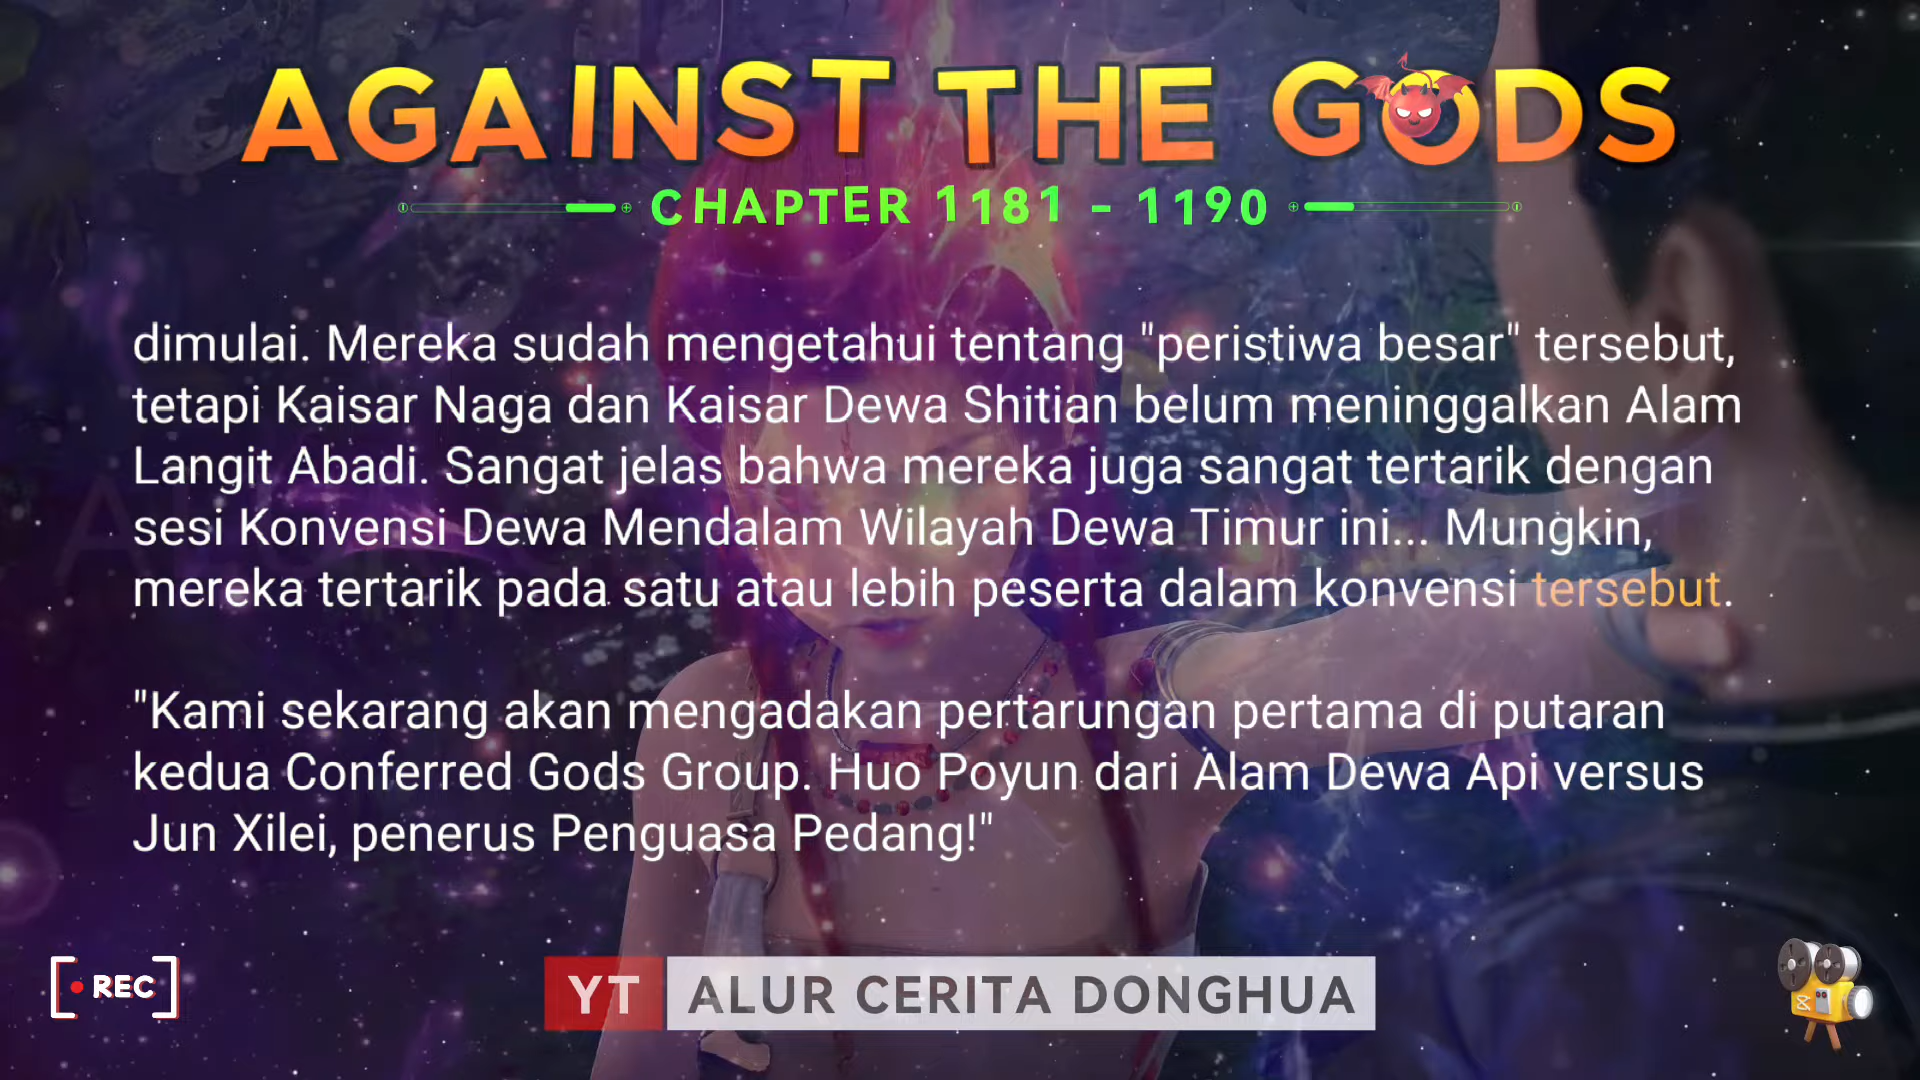 AGAINST THE GODS
CHAPTER 1181 - 1190
dimulai. Mereka sudah mengetahui tentang "peristiwa besar" tersebut,
tetapi Kaisar Naga dan Kaisar Dewa Shitian belum meninggalkan Alam
Langit Abadi. Sangat jelas bahwa mereka juga sangat tertarik dengan
sesi Konvensi Dewa Mendalam Wilayah Dewa Timur ini... Mungkin,
mereka tertarik pada satu atau lebih peserta dalam konvensi tersebut.
"Kami sekarang akan mengadakan pertarungan pertama di putaran
kedua Conferred Gods Group. Huo Poyun dari Alam Dewa Api versus
Jun Xilei, penerus Penguasa Pedang!"
REC
YT ALUR CERITA DONGHUA